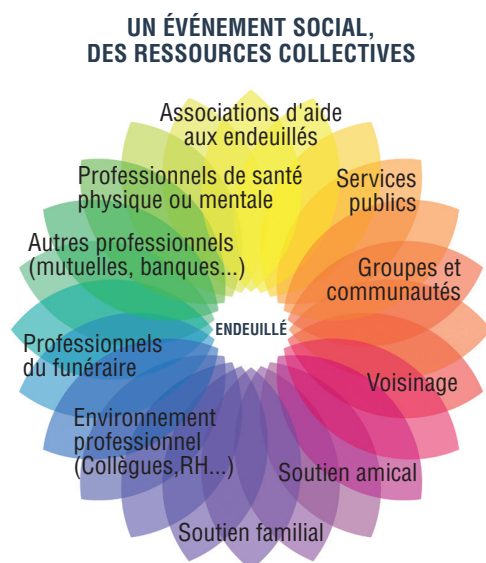 UN ÉVÉNEMENT SOCIAL,
DES RESSOURCES COLLECTIVES
Associations d'aide
aux endeuillés
Professionnels de santé
physique ou mentale
Services
publics
Autres professionnels
(mutuelles, banques...)
Groupes et
communautés
ENDEUILLÉ
Professionnels
du funéraire
Voisinage
Environnement
professionnel
(Collègues,RH...)
Soutien amical
Soutien familial